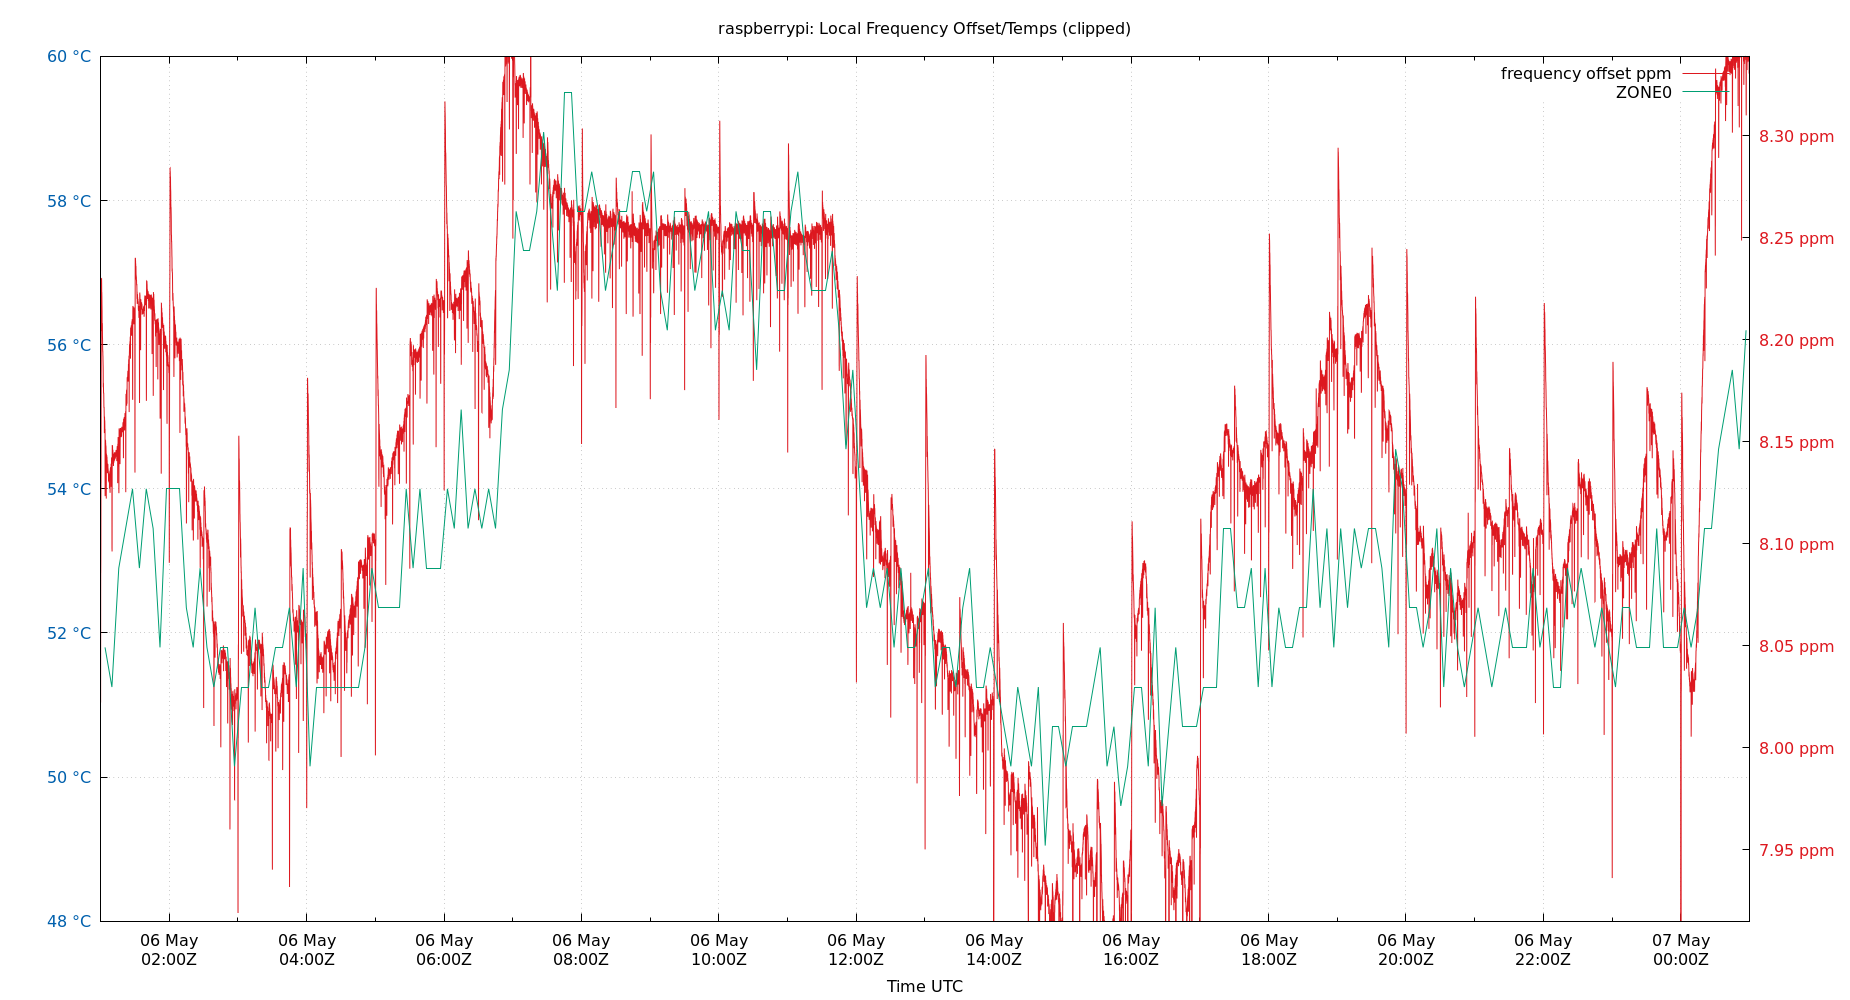 raspberrypi: Local Frequency Offset/Temps (clipped)
60 °C
58 °C
56 °C
54 °C
52 °C
50 °C
48 °C
frequency offset ppm
ZONE0
8.30 ppm
8.25 ppm
8.20 ppm
8.15 ppm
8.10 ppm
8.05 ppm
8.00 ppm
7.95 ppm
06 May 06 May 06 May 06 May 06 May 06 May 06 May 06 May 06 May 06 May 06 May 07 May
02:00Z 04:00Z 06:00Z 08:00Z 10:00Z 12:00Z 14:00Z 16:00Z 18:00Z 20:00Z 22:00Z 00:00Z
Time UTC